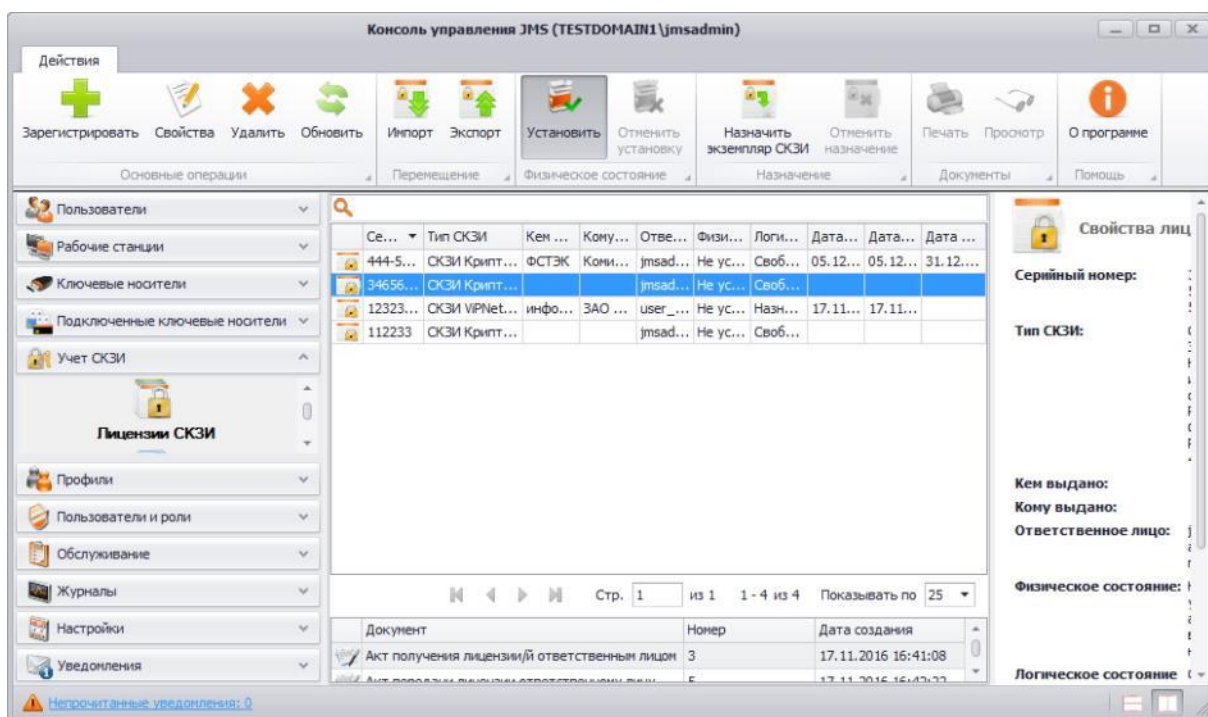 Консоль управления JMS (TESTDOMAIN1\jmsadmin)
Действия
Зарегистрировать Свойства Удалить Обновить Импорт Экспорт Установить Отменить установку Назначить экземпляр СКЗИ Отменить назначение Печать Просмотр О программе
Основные операции Перемещение Физическое состояние Назначение Документы Помощь
Пользователи
Рабочие станции
Ключевые носители
Подключенные ключевые носители
Учет СКЗИ
Лицензии СКЗИ
Профили
Пользователи и роли
Обслуживание
Журналы
Настройки
Уведомления
Се... Тип СКЗИ Кем ... Кому... Отве... Физи... Логи... Дата... Дата... Дата ...
444-5... СКЗИ Крипт... ФСТЭК Коми... jmsad... Не ус... Своб... 05.12... 05.12... 31.12....
34656... СКЗИ Крипт... jmsad... Не ус... Своб...
12323... СКЗИ ViPNet... инфо... ЗАО ... user_... Не ус... Назн... 17.11... 17.11...
112233 СКЗИ Крипт... jmsad... Не ус... Своб...
Стр. 1 из 1 1 - 4 из 4 Показывать по 25
Документ Номер Дата создания
Акт получения лицензии/й ответственным лицом 3 17.11.2016 16:41:08
Свойства лиц
Серийный номер:
Тип СКЗИ:
Кем выдано:
Кому выдано:
Ответственное лицо:
Физическое состояние:
Логическое состояние
Непрочитанные уведомления: 0